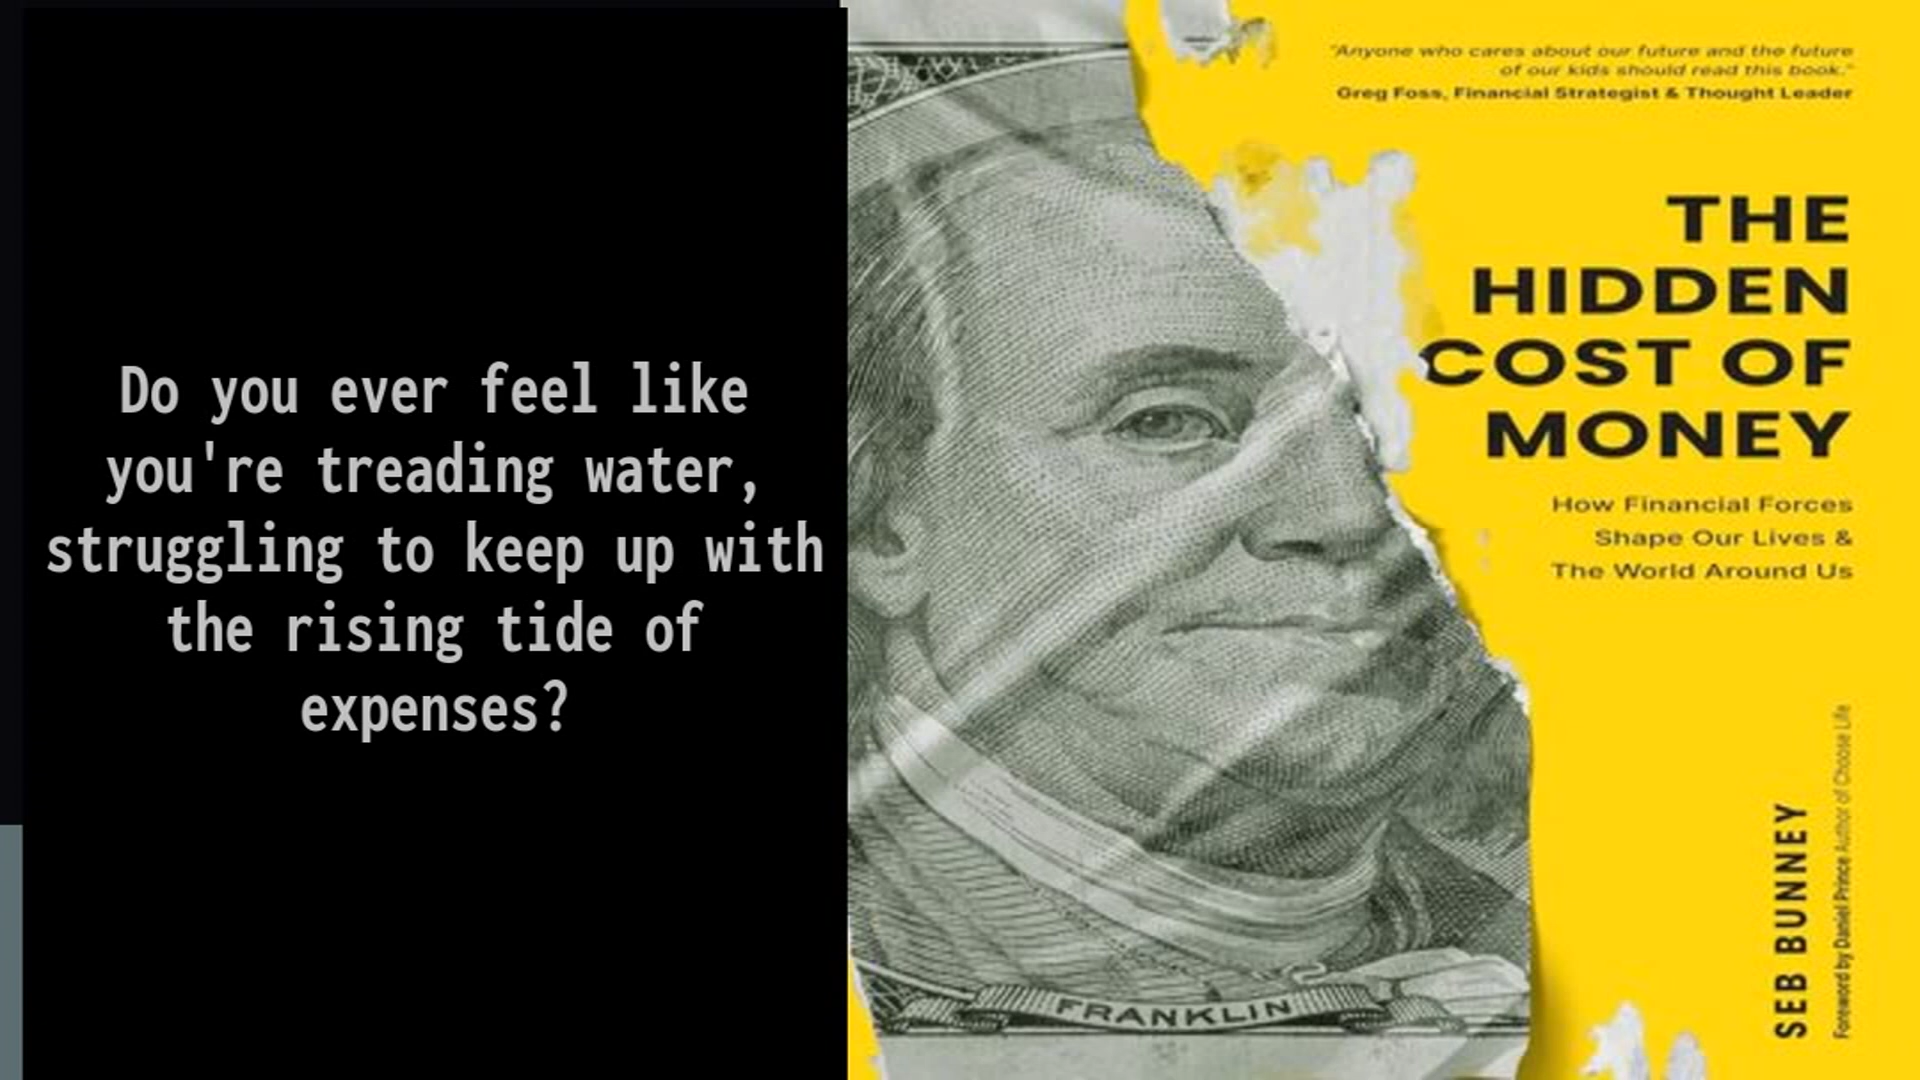 Do you ever feel like
you're treading water,
struggling to keep up with
the rising tide of
expenses?
"Anyone who cares about our future and the future
of our kids should read this book."
Greg Foss, Financial Strategist & Thought Leader
THE
HIDDEN
COST OF
MONEY
How Financial Forces
Shape Our Lives &
The World Around Us
SEB BUNNEY
Foreword by Daniel Prince Author of Choose Life
FRANKLIN